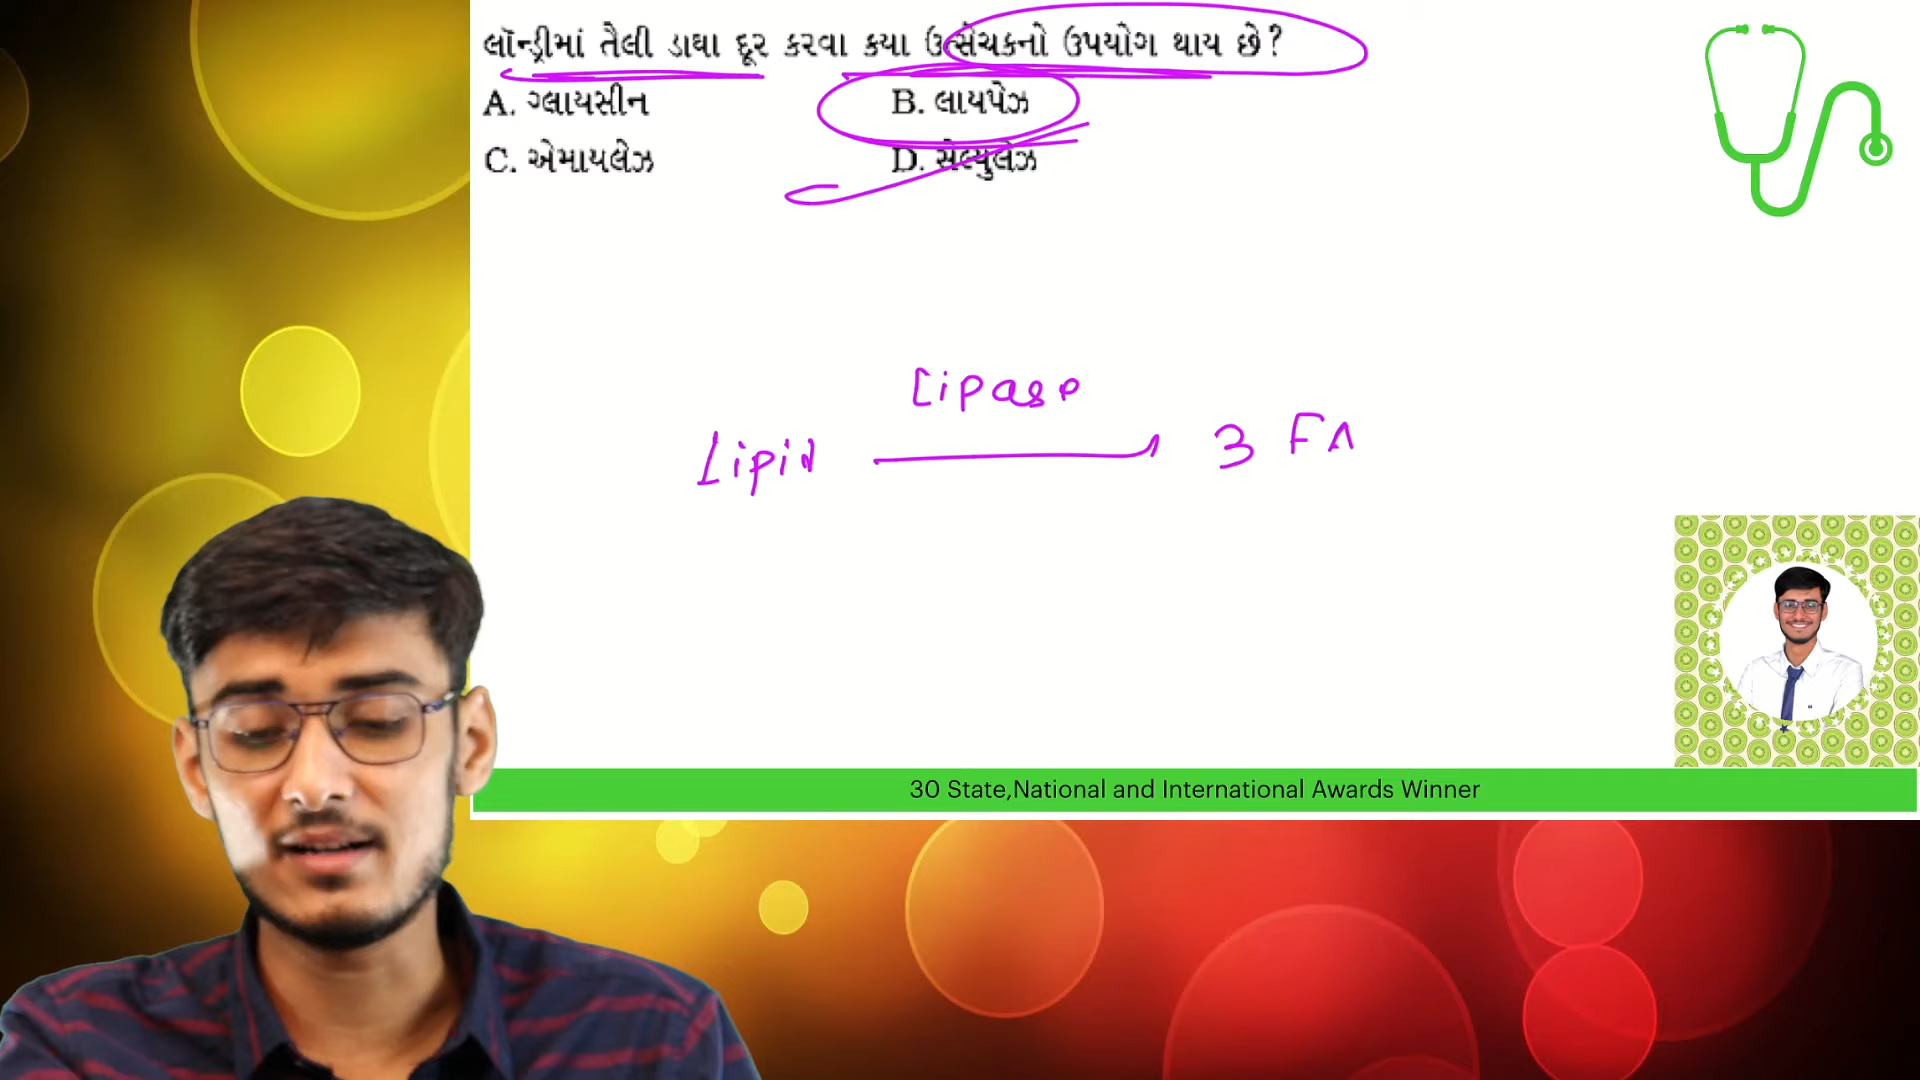 લૉન્ડ્રીમાં તૈલી ડાઘા દૂર કરવા કયા ઉત્સેચકનો ઉપયોગ થાય છે?
A. ગ્લાયસીન B. લાયપેઝ
C. એમાયલેઝ D. સેલ્યુલેઝ
Lipase
Lipid 3 FA
30 State,National and International Awards Winner